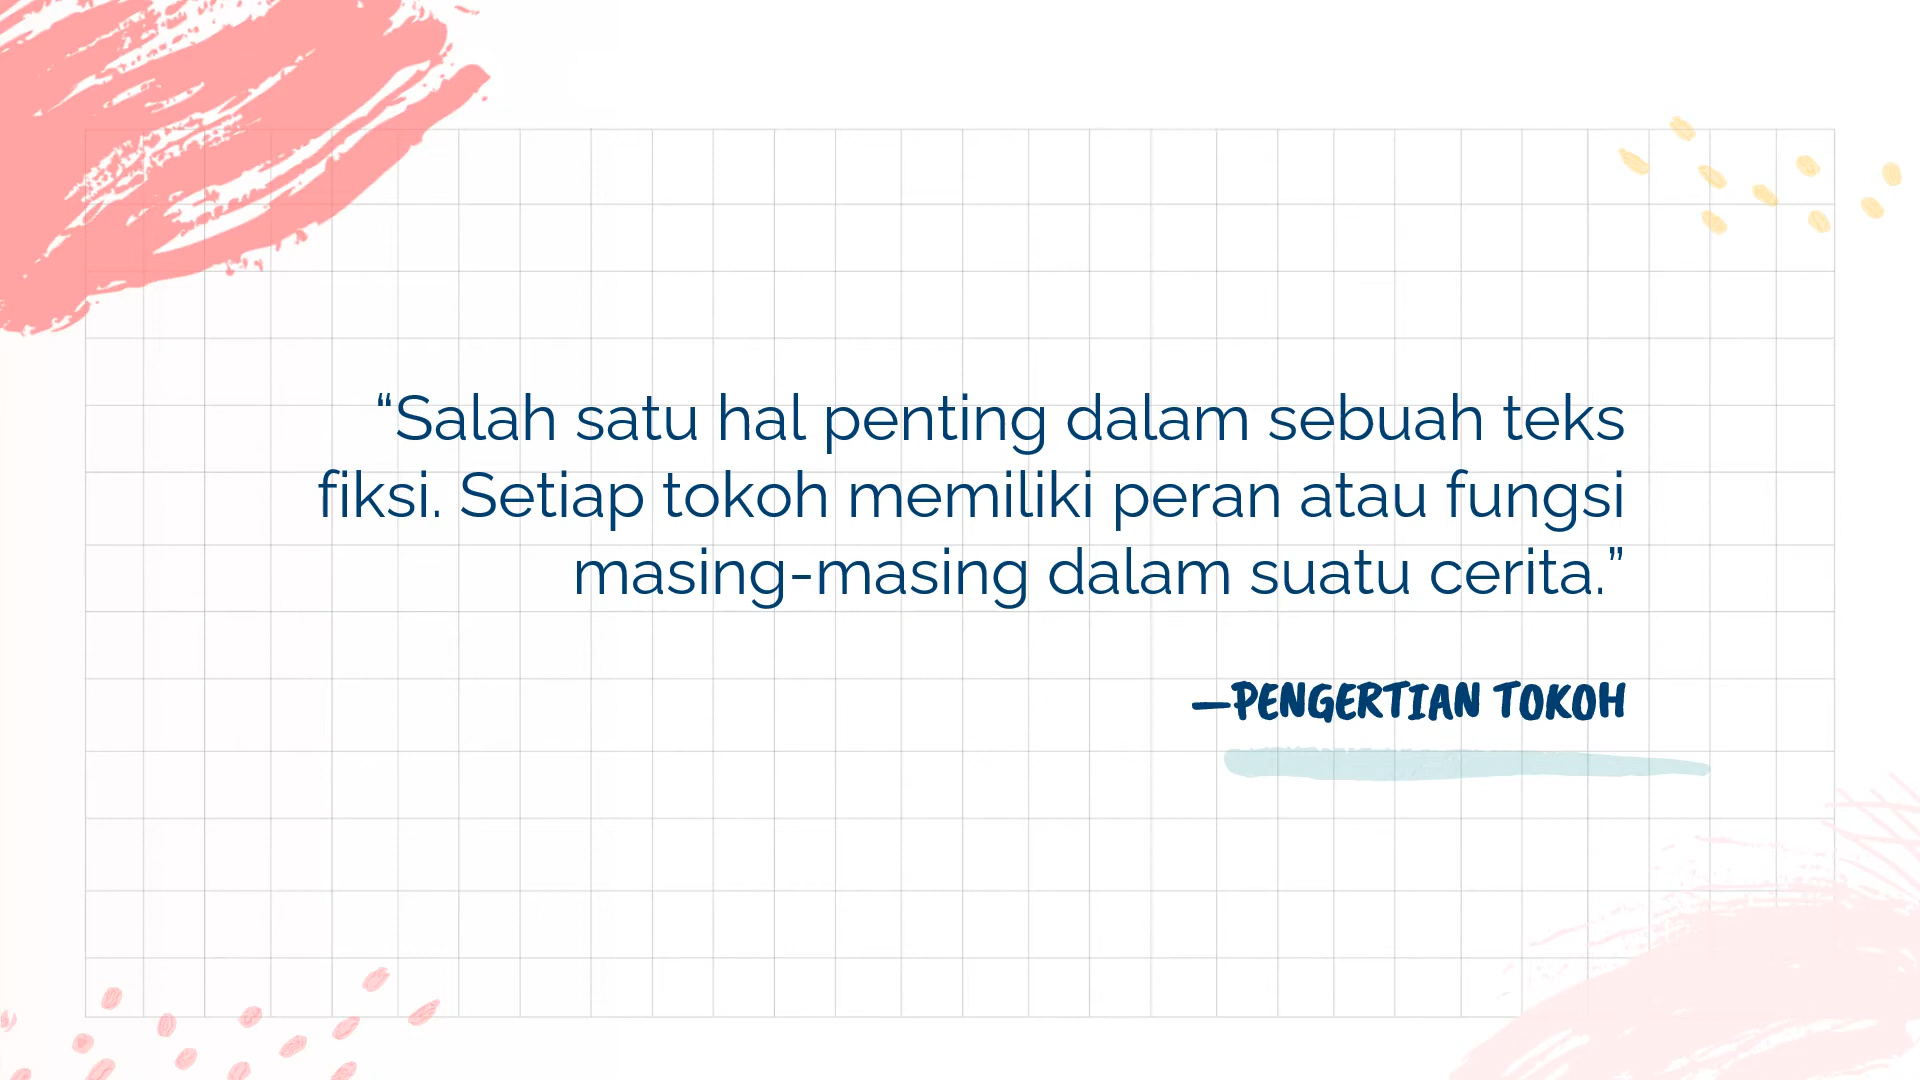 “Salah satu hal penting dalam sebuah teks
fiksi. Setiap tokoh memiliki peran atau fungsi
masing-masing dalam suatu cerita.”
—PENGERTIAN TOKOH